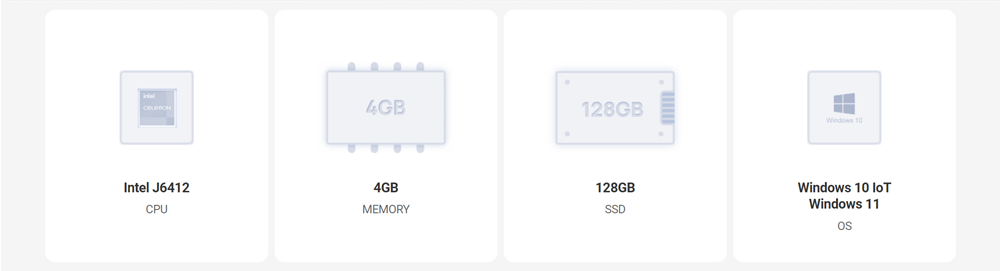 intel
CELERON
Intel J6412
CPU
4GB
4GB
MEMORY
128GB
128GB
SSD
Windows 10
Windows 10 IoT
Windows 11
OS